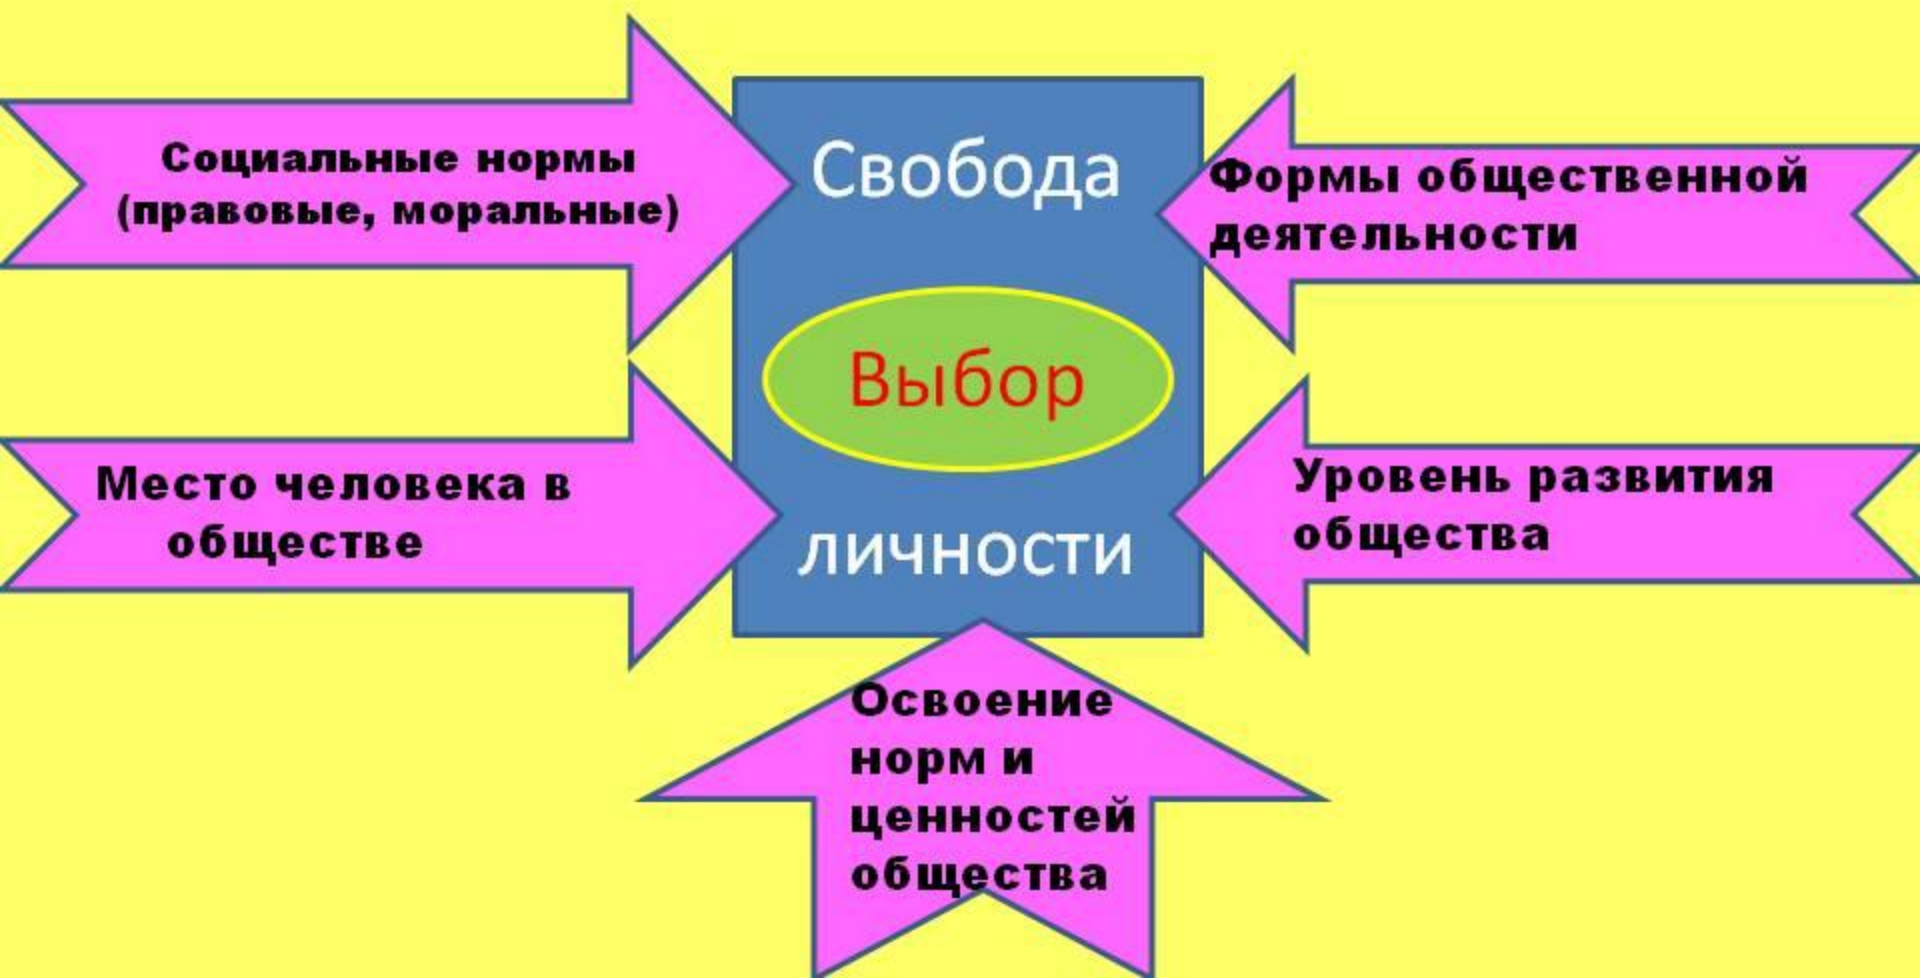 Социальные нормы
(правовые, моральные)
Свобода
Формы общественной
деятельности
Выбор
Место человека в
обществе
личности
Уровень развития
общества
Освоение
норм и
ценностей
общества